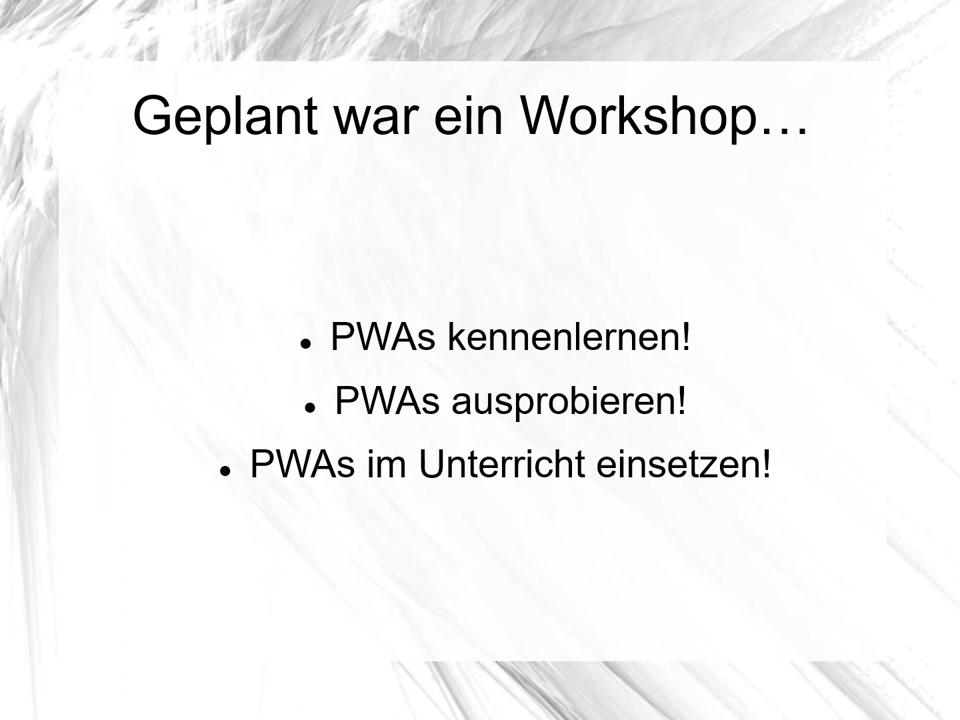 Geplant war ein Workshop…
● PWAs kennenlernen!
● PWAs ausprobieren!
● PWAs im Unterricht einsetzen!